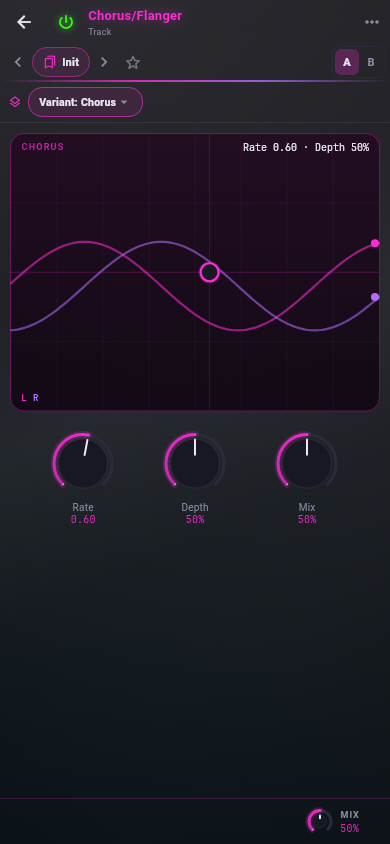 Chorus/Flanger
Track
Init
A B
Variant: Chorus
CHORUS
Rate 0.60 · Depth 50%
L R
Rate Depth Mix
0.60 50% 50%
MIX
50%